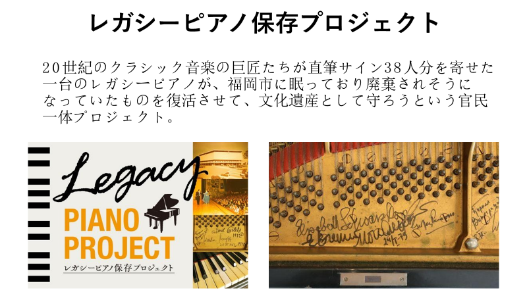 レガシーピアノ保存プロジェクト
20世紀のクラシック音楽の巨匠たちが直筆サイン38人分を寄せた
一台のレガシーピアノが、福岡市に眠っており廃棄されそうに
なっていたものを復活させて、文化遺産として守ろうという官民
一体プロジェクト。
Legacy
PIANO
PROJECT
レガシーピアノ保存プロジェクト